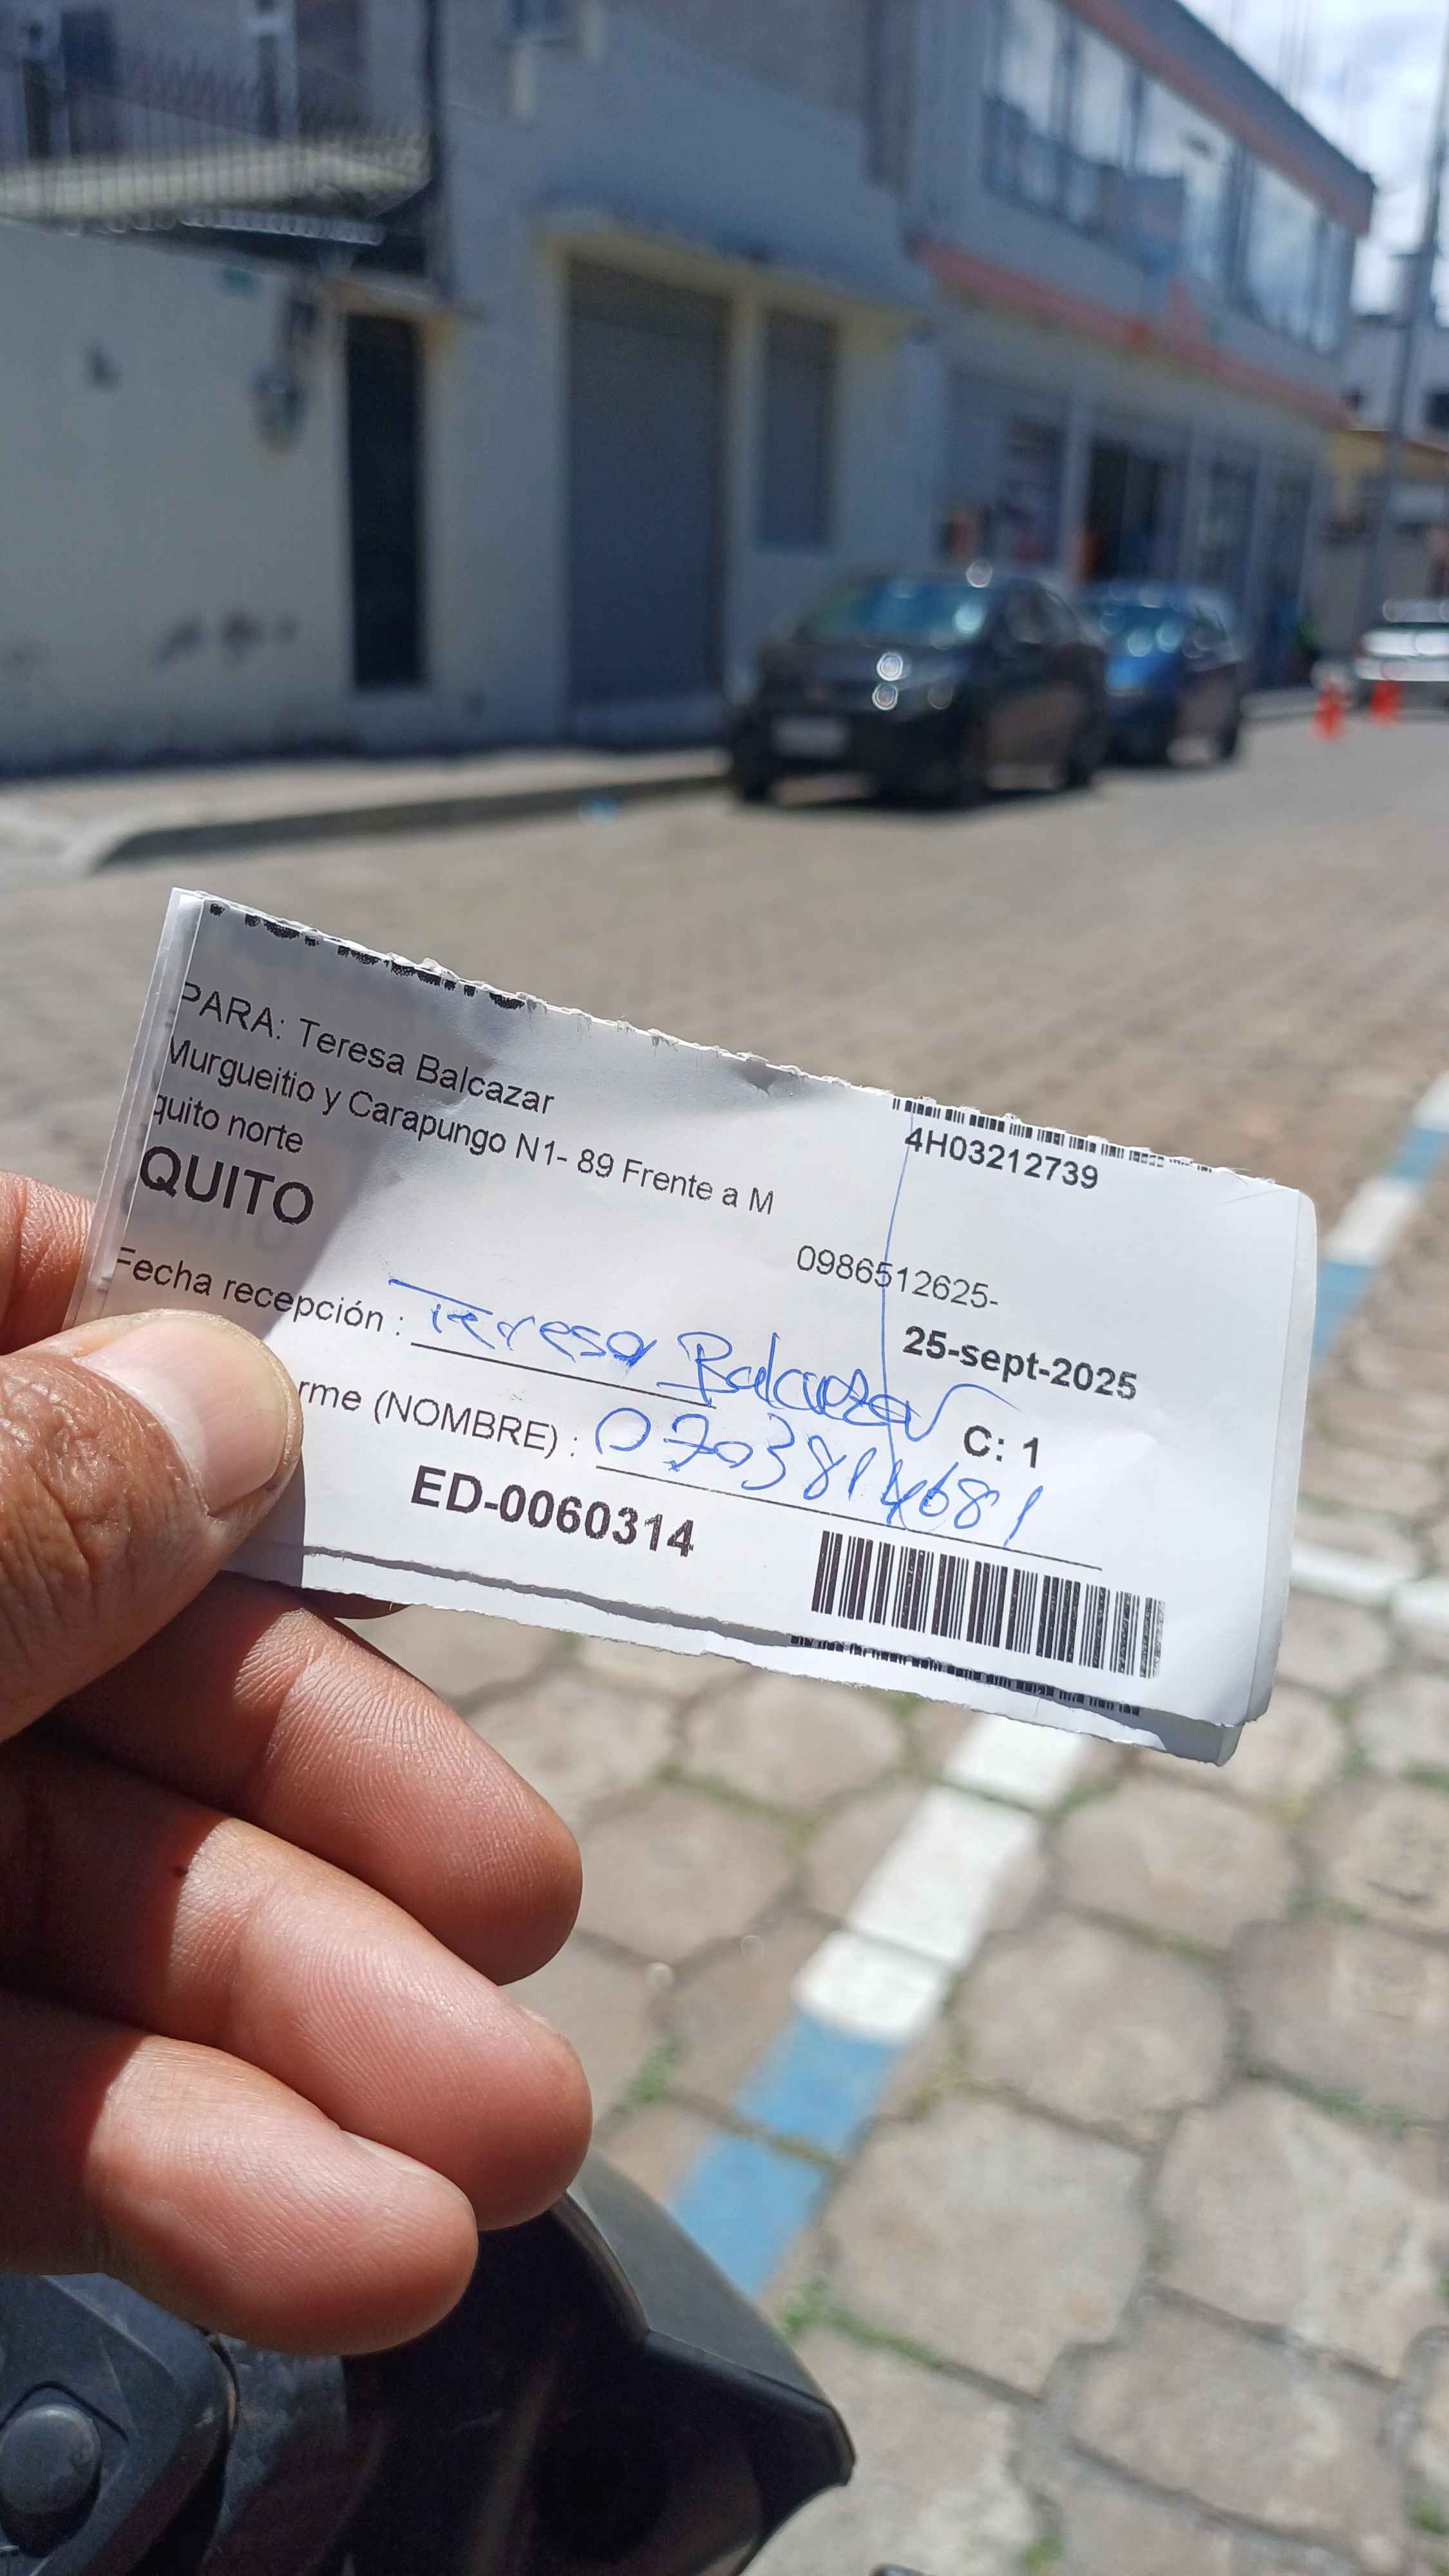 PARA: Teresa Balcazar
Murgueitio y Carapungo N1- 89 Frente a M
quito norte
QUITO
4H03212739
0986512625-
25-sept-2025
Fecha recepción : Teresa Balcazar
C: 1
rme (NOMBRE) : 0703814681
ED-0060314